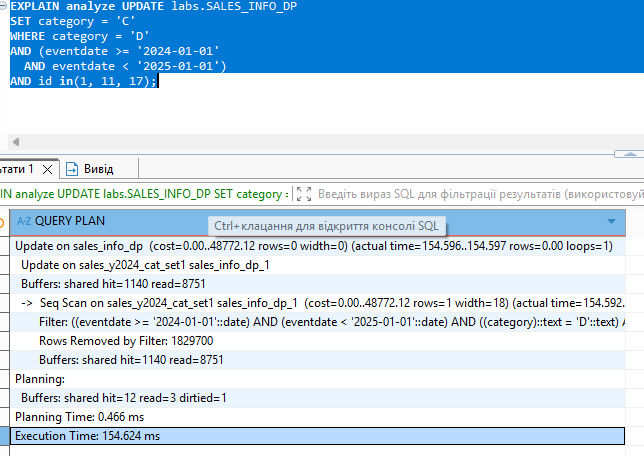 EXPLAIN analyze UPDATE labs.SALES_INFO_DP
SET category = 'C'
WHERE category = 'D'
AND (eventdate >= '2024-01-01'
AND eventdate < '2025-01-01')
AND id in(1, 11, 17);
тати 1
Вивід
IN analyze UPDATE labs.SALES_INFO_DP SET category =
Введіть вираз SQL для фільтрації результатів (використовуй
A-Z QUERY PLAN
Ctrl+клацання для відкриття консолі SQL
Update on sales_info_dp (cost=0.00..48772.12 rows=0 width=0) (actual time=154.596..154.597 rows=0.00 loops=1)
Update on sales_y2024_cat_set1 sales_info_dp_1
Buffers: shared hit=1140 read=8751
-> Seq Scan on sales_y2024_cat_set1 sales_info_dp_1 (cost=0.00..48772.12 rows=1 width=18) (actual time=154.592.
Filter: ((eventdate >= '2024-01-01'::date) AND (eventdate < '2025-01-01'::date) AND ((category)::text = 'D'::text)
Rows Removed by Filter: 1829700
Buffers: shared hit=1140 read=8751
Planning:
Buffers: shared hit=12 read=3 dirtied=1
Planning Time: 0.466 ms
Execution Time: 154.624 ms